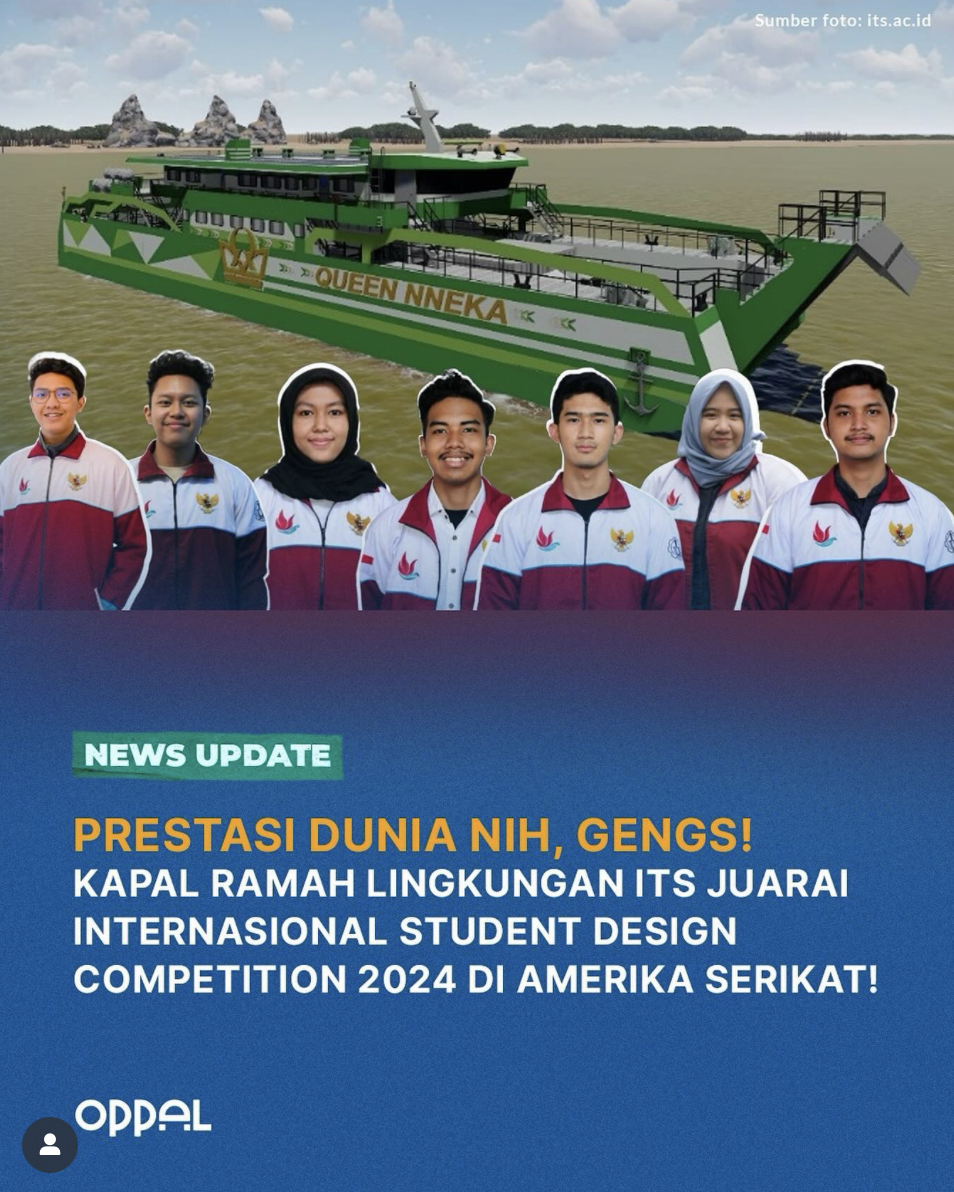 Sumber foto: its.ac.id
QUEEN NNEKA
NEWS UPDATE
PRESTASI DUNIA NIH, GENGS!
KAPAL RAMAH LINGKUNGAN ITS JUARAI
INTERNASIONAL STUDENT DESIGN
COMPETITION 2024 DI AMERIKA SERIKAT!
OPPAL